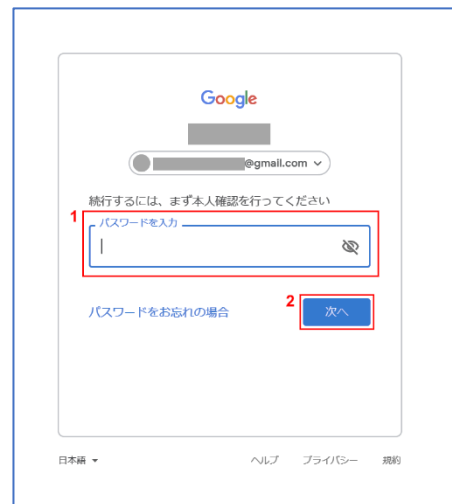 Google
@gmail.com
続行するには、まず本人確認を行ってください
1
パスワードを入力
パスワードをお忘れの場合
2
次へ
日本語
ヘルプ プライバシー 規約